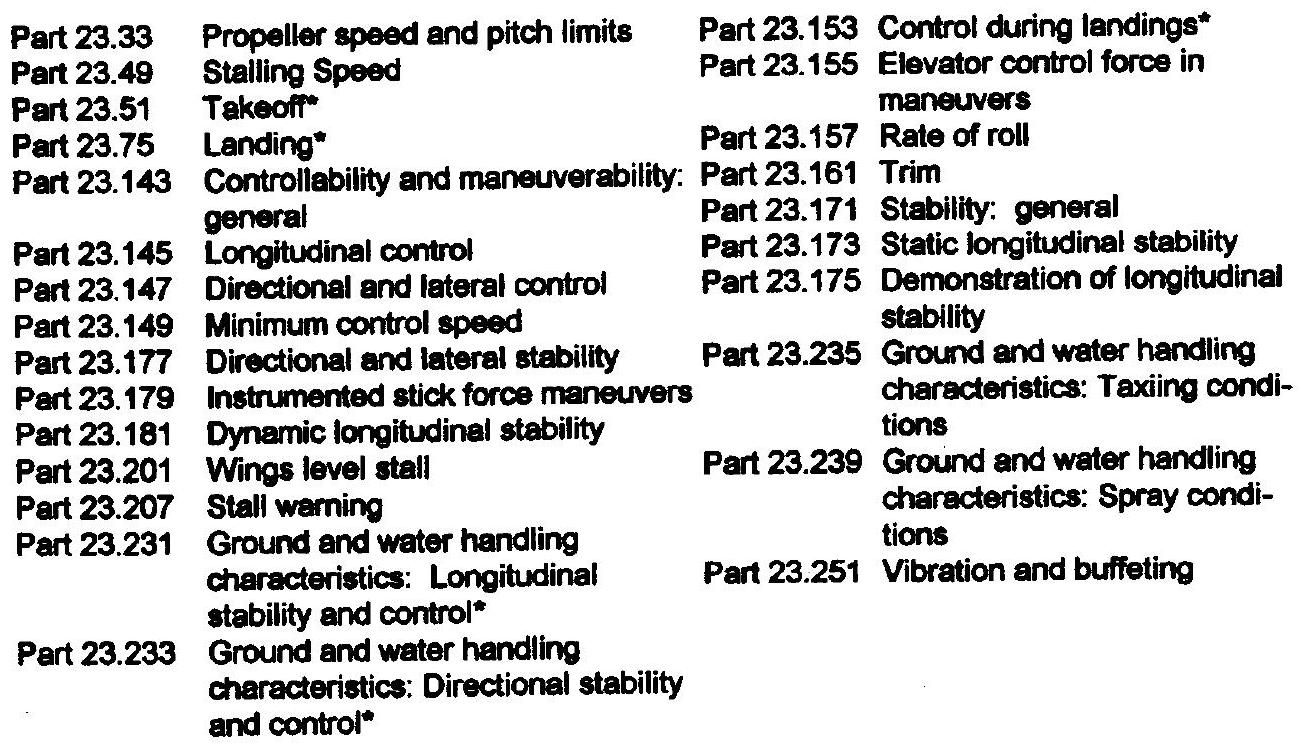 Part 23.33 Propeller speed and pitch limits
Part 23.49 Stalling Speed
Part 23.51 Takeoff*
Part 23.75 Landing*
Part 23.143 Controllability and maneuverability:
general
Part 23.145 Longitudinal control
Part 23.147 Directional and lateral control
Part 23.149 Minimum control speed
Part 23.177 Directional and lateral stability
Part 23.179 Instrumented stick force maneuvers
Part 23.181 Dynamic longitudinal stability
Part 23.201 Wings level stall
Part 23.207 Stall warning
Part 23.231 Ground and water handling
characteristics: Longitudinal
stability and control*
Part 23.233 Ground and water handling
characteristics: Directional stability
and control*
Part 23.153 Control during landings*
Part 23.155 Elevator control force in
maneuvers
Part 23.157 Rate of roll
Part 23.161 Trim
Part 23.171 Stability: general
Part 23.173 Static longitudinal stability
Part 23.175 Demonstration of longitudinal
stability
Part 23.235 Ground and water handling
characteristics: Taxiing condi-
tions
Part 23.239 Ground and water handling
characteristics: Spray condi-
tions
Part 23.251 Vibration and buffeting